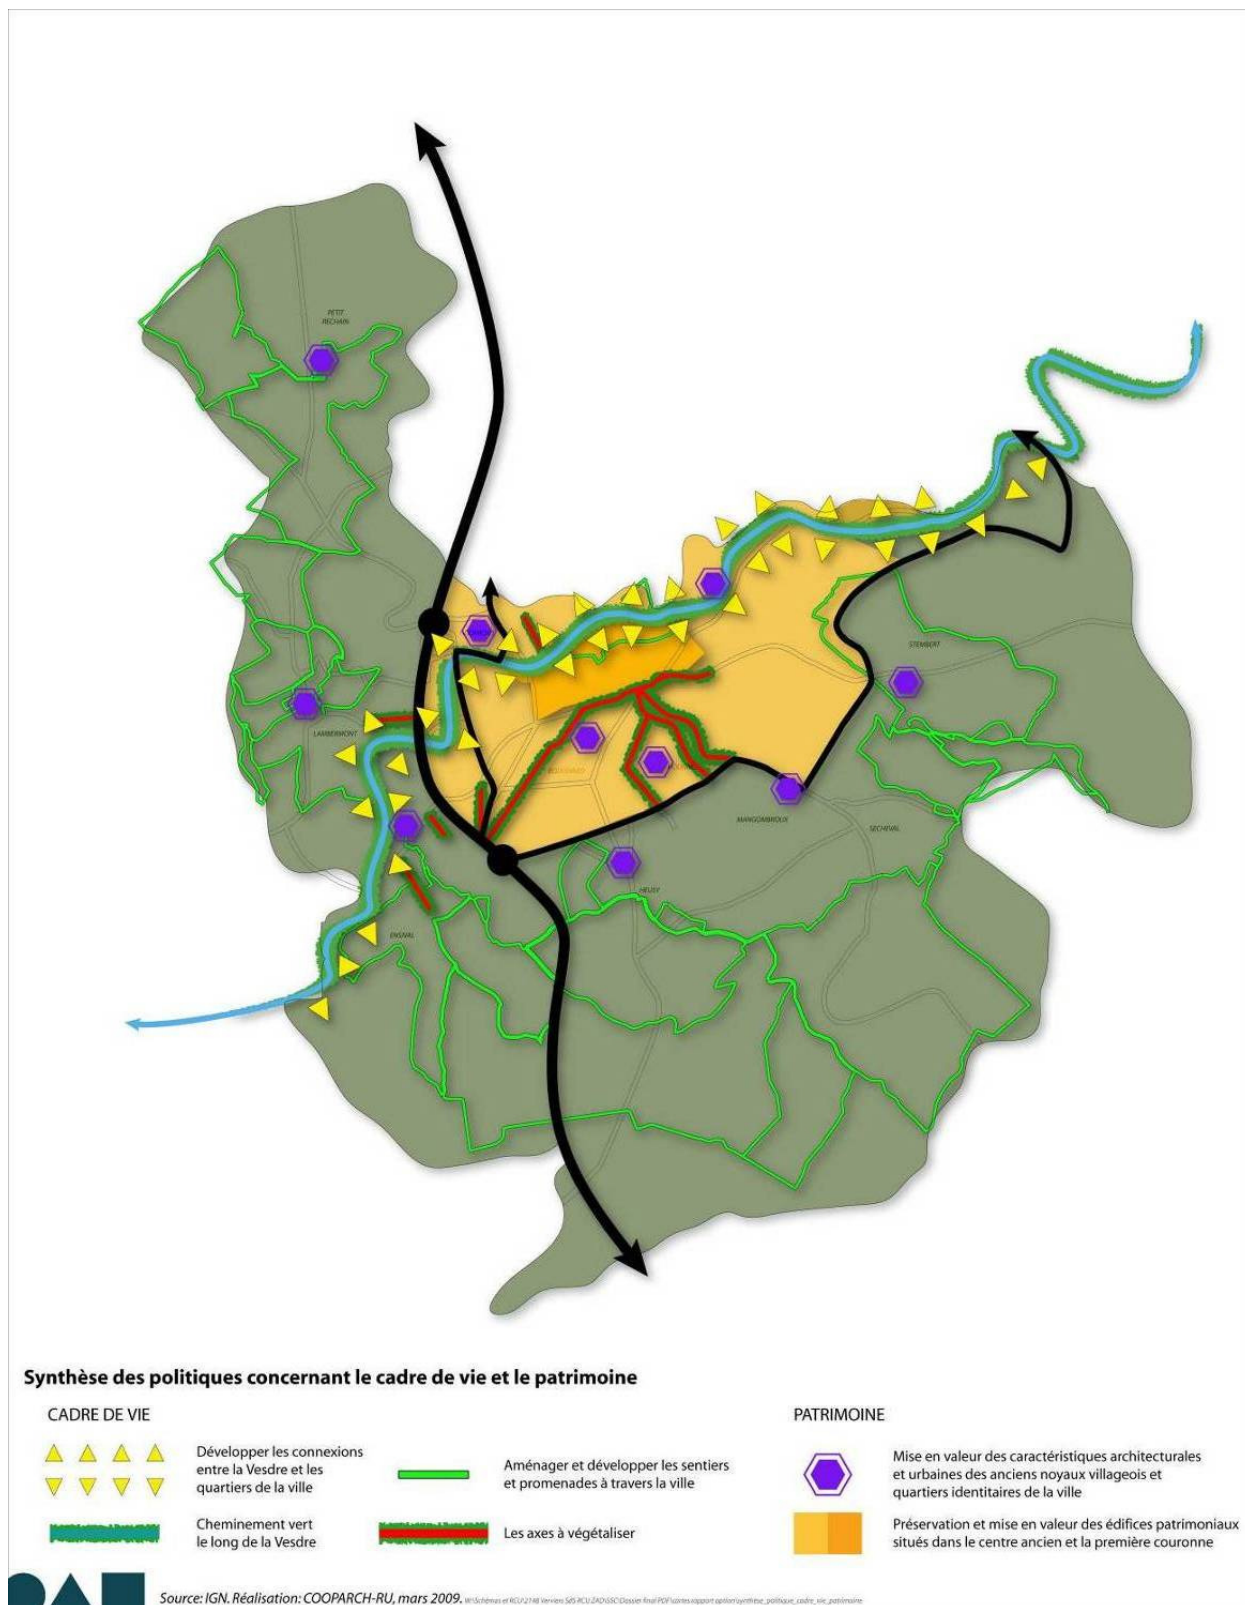 PETIT
RECHAIN
STEMBERT
LAMBERMONT
MANGOMBROUX
SECHEVAL
HEUSY
ENSIVAL
Synthèse des politiques concernant le cadre de vie et le patrimoine
CADRE DE VIE
Développer les connexions
entre la Vesdre et les
quartiers de la ville
Cheminement vert
le long de la Vesdre
Aménager et développer les sentiers
et promenades à travers la ville
Les axes à végétaliser
PATRIMOINE
Mise en valeur des caractéristiques architecturales
et urbaines des anciens noyaux villageois et
quartiers identitaires de la ville
Préservation et mise en valeur des édifices patrimoniaux
situés dans le centre ancien et la première couronne
Source: IGN. Réalisation: COOPARCH-RU, mars 2009.